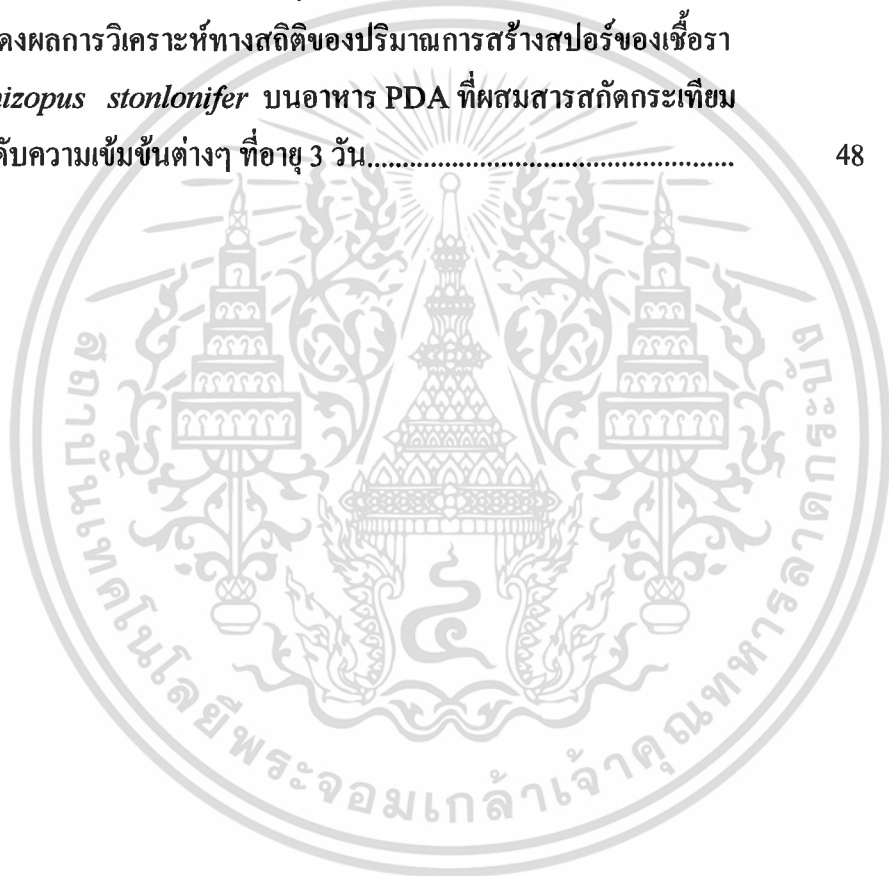 ดงผลการวิเคราะห์ทางสถิติของปริมาณการสร้างสปอร์ของเชื้อรา
izopus stonlonifer บนอาหาร PDA ที่ผสมสารสกัดกระเทียม
ดับความเข้มข้นต่างๆ ที่อายุ 3 วัน............................................................ 48
สถาบันเทคโนโลยีพระจอมเกล้าเจ้าคุณทหารลาดกระบัง